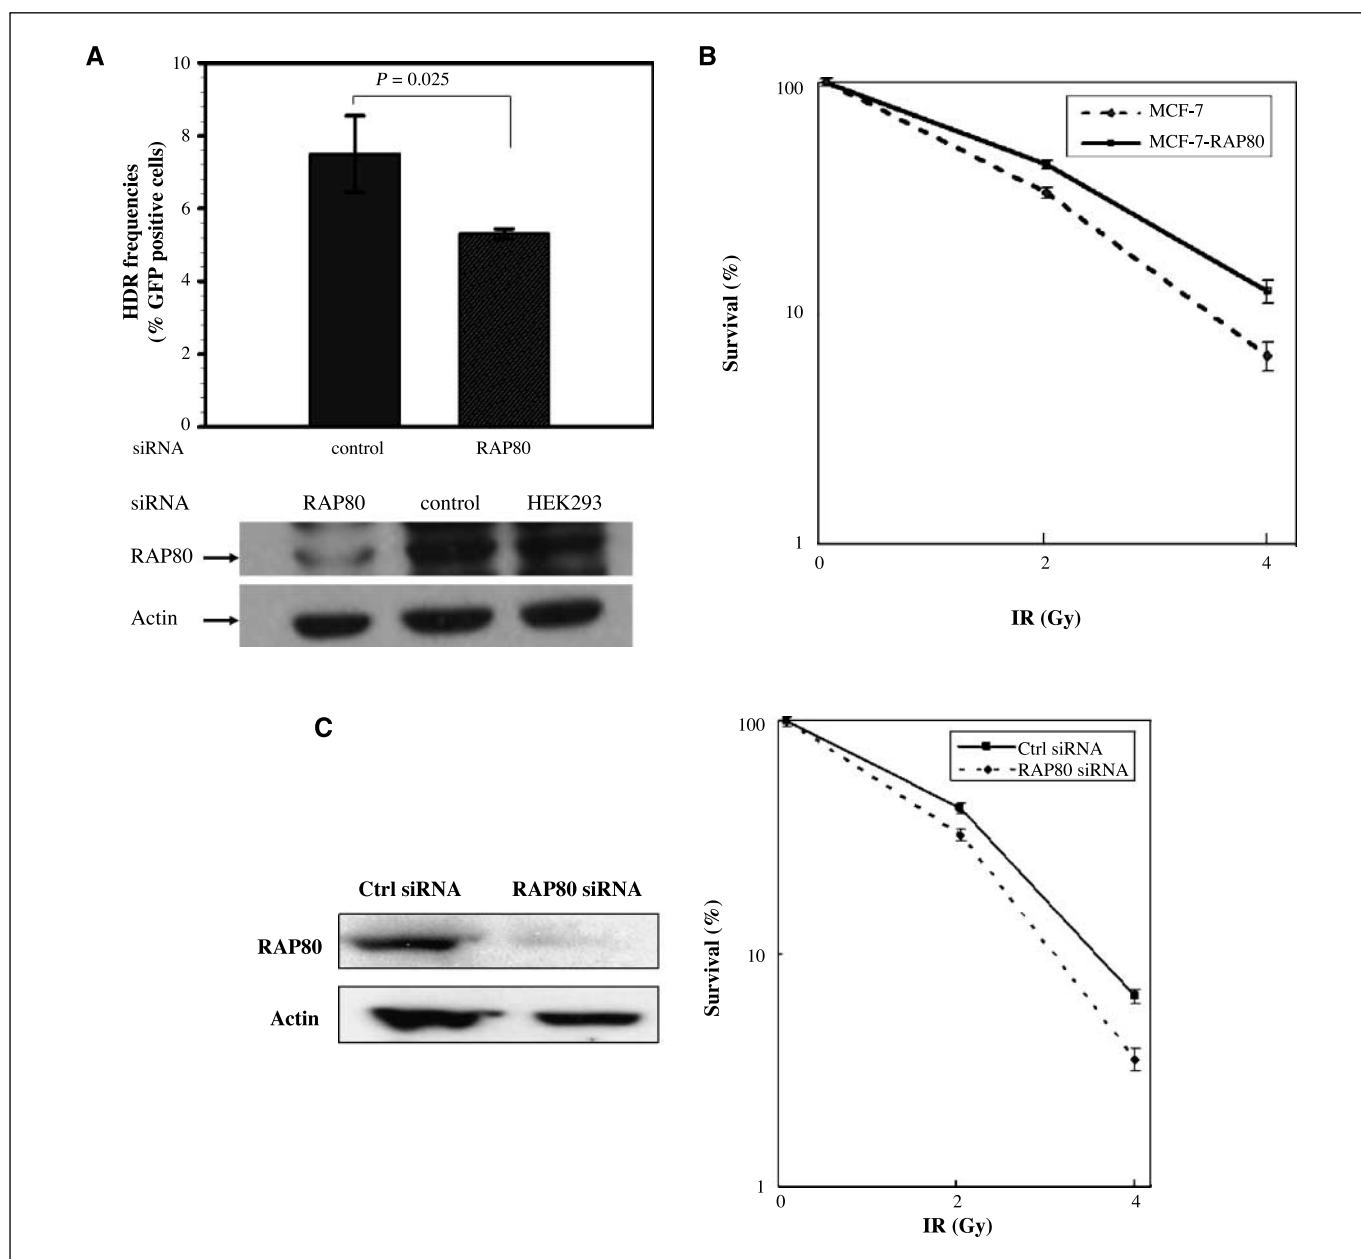 A
10
8
6
4
2
0
HDR frequencies
(% GFP positive cells)
P = 0.025
siRNA control RAP80
siRNA RAP80 control HEK293
RAP80
Actin
B
100
10
1
Survival (%)
MCF-7
MCF-7-RAP80
0 2 4
IR (Gy)
C
Ctrl siRNA RAP80 siRNA
RAP80
Actin
100
10
1
Survival (%)
Ctrl siRNA
RAP80 siRNA
0 2 4
IR (Gy)